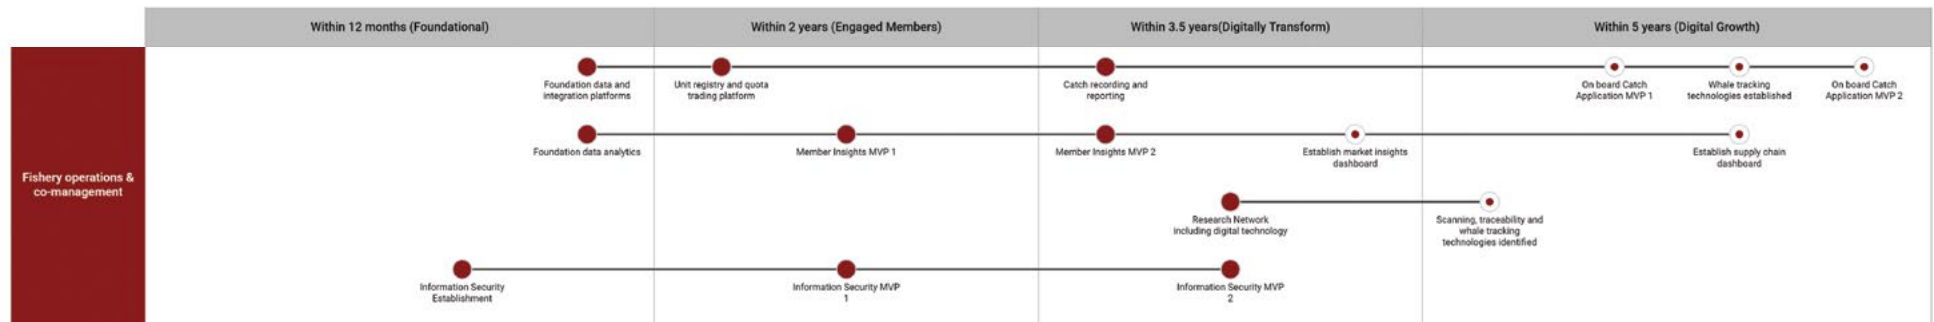 Within 12 months (Foundational)
Within 2 years (Engaged Members)
Within 3.5 years(Digitally Transform)
Within 5 years (Digital Growth)
Fishery operations &
co-management
Foundation data and
integration platforms
Unit registry and quota
trading platform
Catch recording and
reporting
On board Catch
Application MVP 1
Whale tracking
technologies established
On board Catch
Application MVP 2
Foundation data analytics
Member Insights MVP 1
Member Insights MVP 2
Establish market insights
dashboard
Establish supply chain
dashboard
Research Network
including digital technology
Scanning, traceability and
whale tracking
technologies identified
Information Security
Establishment
Information Security MVP
1
Information Security MVP
2